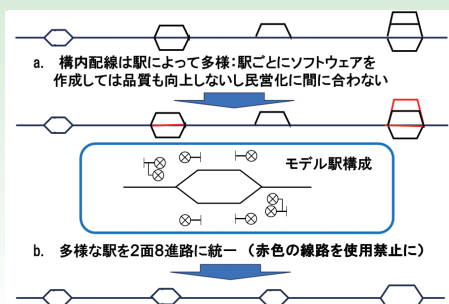 a. 構内配線は駅によって多様：駅ごとにソフトウェアを
作成しては品質も向上しないし民営化に間に合わない
モデル駅構成
b. 多様な駅を2面8進路に統一 （赤色の線路を使用禁止に）